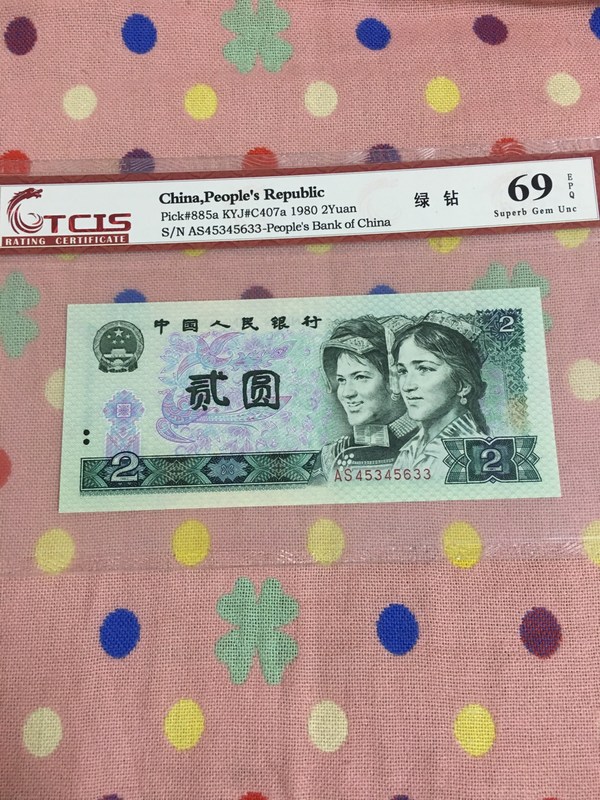 TCIS
RATING CERTIFICATE
China,People's Republic
Pick#885a KYJ#C407a 1980 2Yuan
S/N AS45345633-People's Bank of China
绿 钻
69
EPQ
Superb Gem Unc
中国人民银行
2
贰圆
AS45345633
2
2